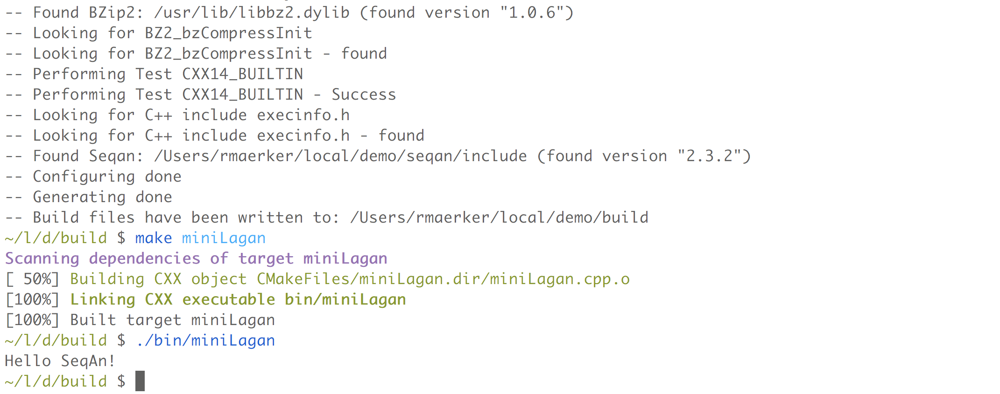 -- Found BZip2: /usr/lib/libbz2.dylib (found version "1.0.6")
-- Looking for BZ2_bzCompressInit
-- Looking for BZ2_bzCompressInit - found
-- Performing Test CXX14_BUILTIN
-- Performing Test CXX14_BUILTIN - Success
-- Looking for C++ include execinfo.h
-- Looking for C++ include execinfo.h - found
-- Found Seqan: /Users/rmaerker/local/demo/seqan/include (found version "2.3.2")
-- Configuring done
-- Generating done
-- Build files have been written to: /Users/rmaerker/local/demo/build
~/l/d/build $ make miniLagan
Scanning dependencies of target miniLagan
[ 50%] Building CXX object CMakeFiles/miniLagan.dir/miniLagan.cpp.o
[100%] Linking CXX executable bin/miniLagan
[100%] Built target miniLagan
~/l/d/build $ ./bin/miniLagan
Hello SeqAn!
~/l/d/build $